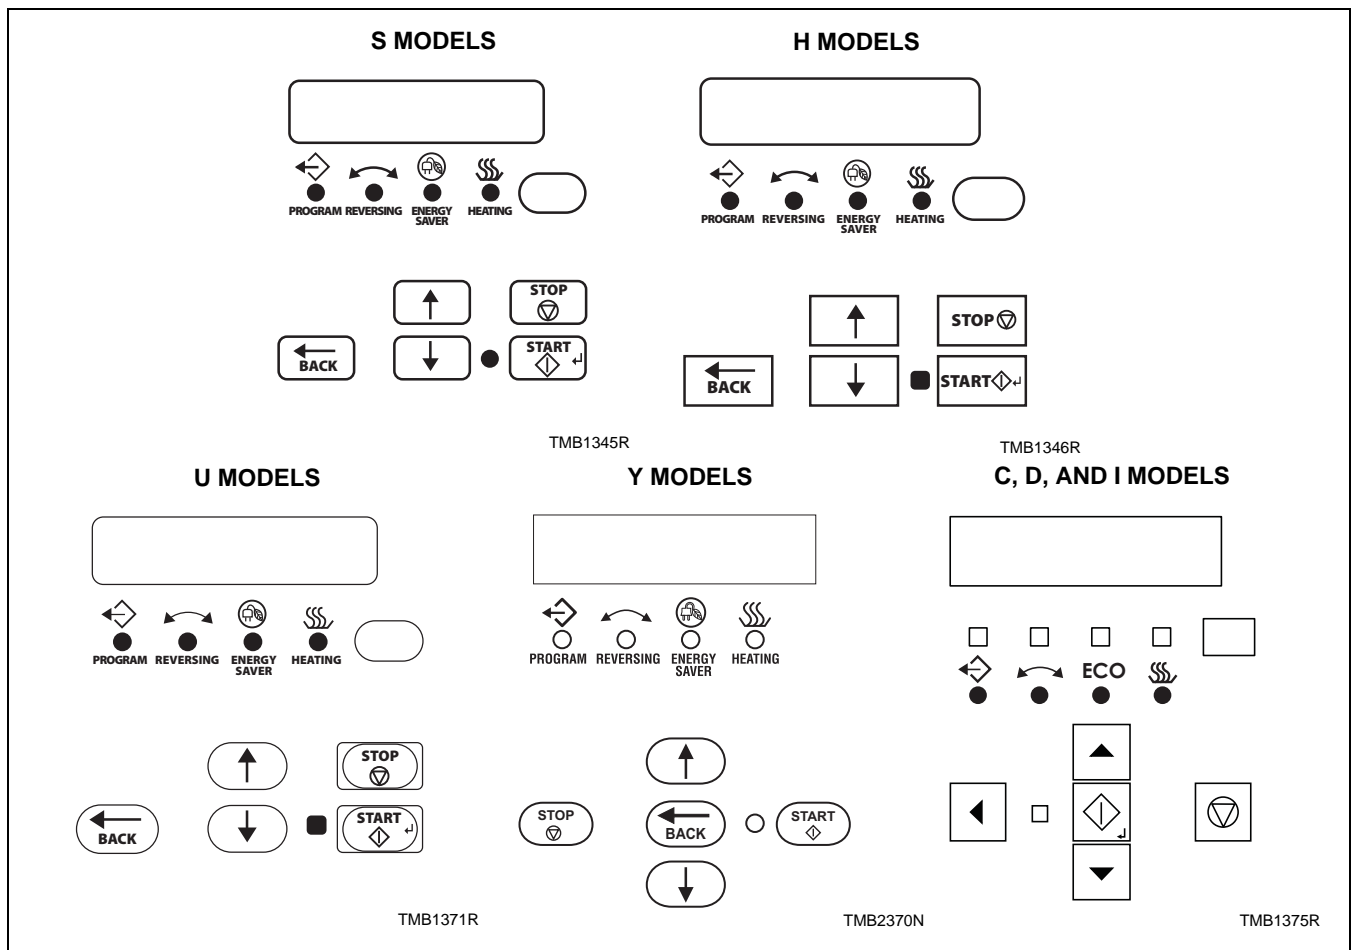 S MODELS
PROGRAM REVERSING ENERGY SAVER HEATING
STOP
START
BACK
TMB1345R
H MODELS
PROGRAM REVERSING ENERGY SAVER HEATING
STOP
START
BACK
TMB1346R
U MODELS
PROGRAM REVERSING ENERGY SAVER HEATING
STOP
START
BACK
TMB1371R
Y MODELS
PROGRAM REVERSING ENERGY SAVER HEATING
STOP
BACK
START
TMB2370N
C, D, AND I MODELS
ECO
TMB1375R